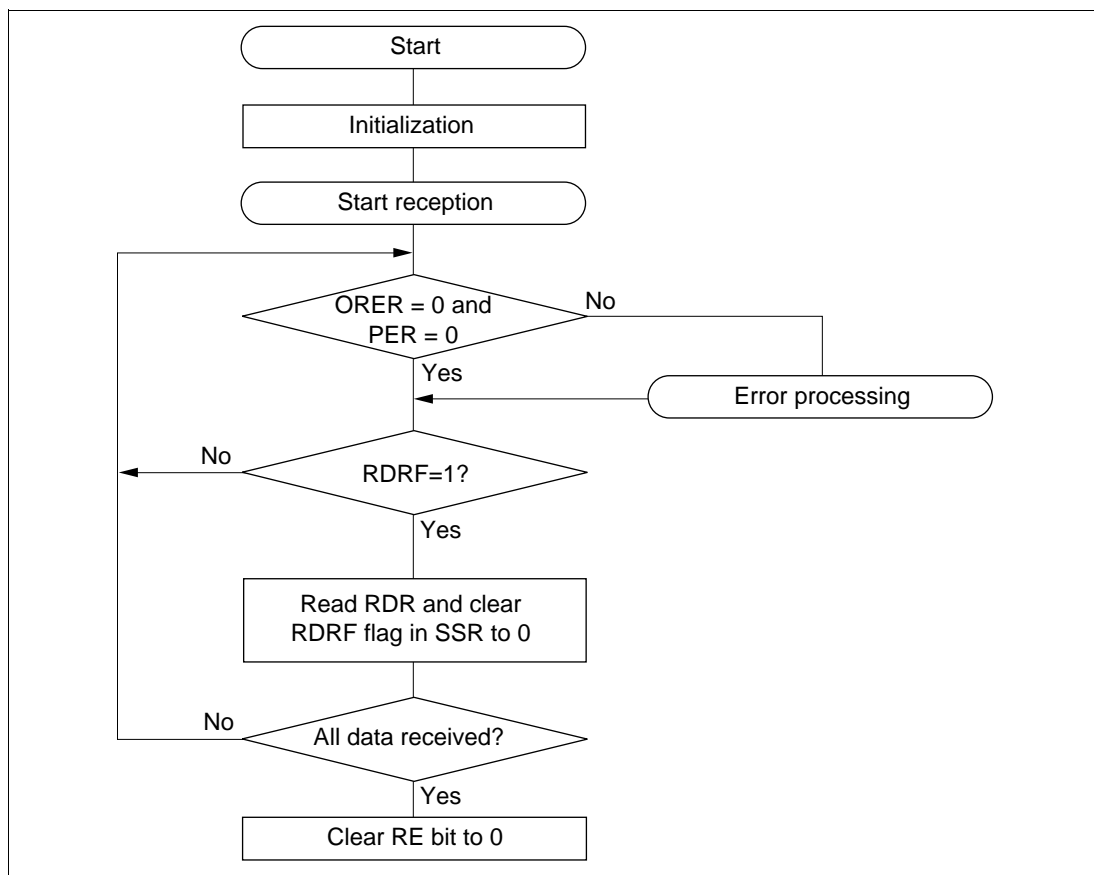 Start
Initialization
Start reception
ORER = 0 and
PER = 0
No
Yes
Error processing
No
RDRF=1?
Yes
Read RDR and clear
RDRF flag in SSR to 0
No
All data received?
Yes
Clear RE bit to 0